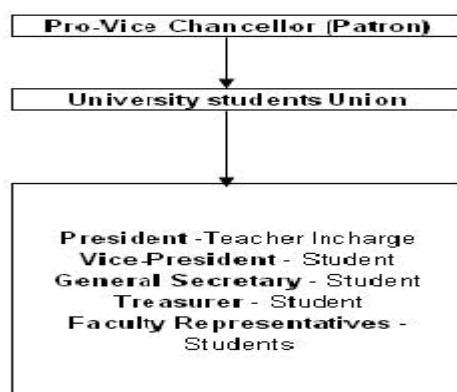 Pro-Vice Chancellor (Patron)
University students Union
President -Teacher Incharge
Vice-President - Student
General Secretary - Student
Treasurer - Student
Faculty Representatives -
Students